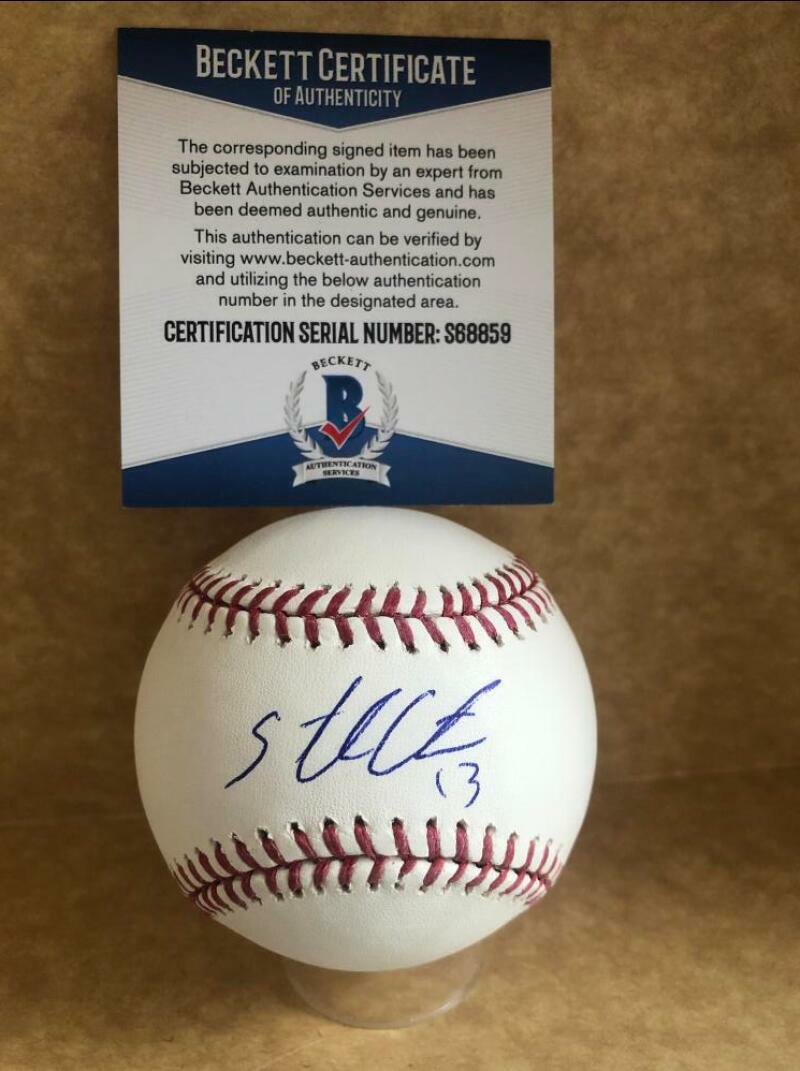 BECKETT CERTIFICATE
OF AUTHENTICITY
The corresponding signed item has been
subjected to examination by an expert from
Beckett Authentication Services and has
been deemed authentic and genuine.
This authentication can be verified by
visiting www.beckett-authentication.com
and utilizing the below authentication
number in the designated area.
CERTIFICATION SERIAL NUMBER: S68859
BECKETT
B
AUTHENTICATION
SERVICES
13